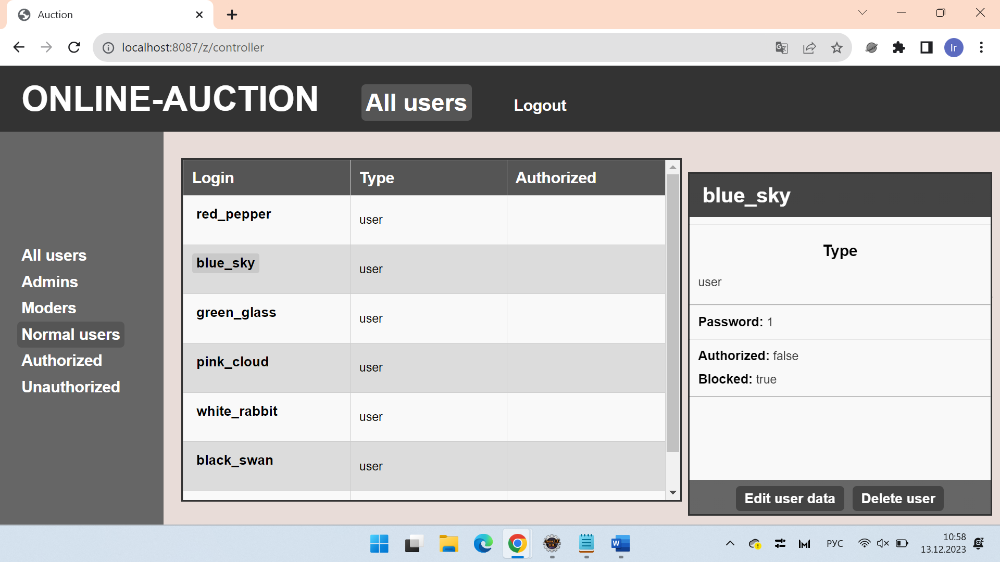 Auction
localhost:8087/z/controller
Ir
ONLINE-AUCTION
All users
Logout
All users
Admins
Moders
Normal users
Authorized
Unauthorized
Login Type Authorized
red_pepper user
blue_sky user
green_glass user
pink_cloud user
white_rabbit user
black_swan user
blue_sky
Type
user
Password: 1
Authorized: false
Blocked: true
Edit user data
Delete user
РУС
10:58
13.12.2023